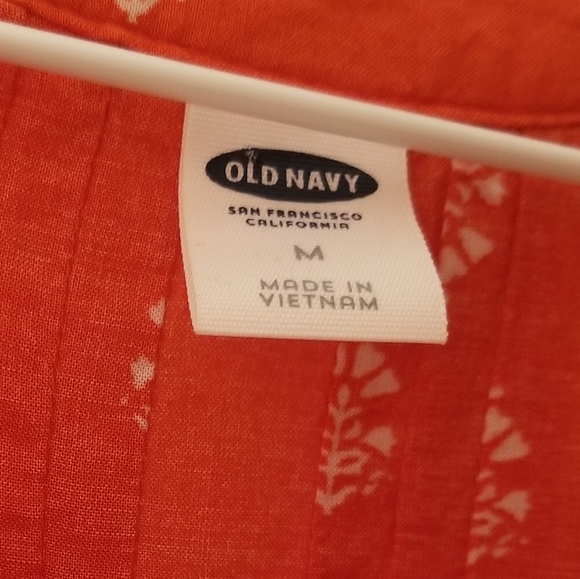 OLD NAVY
SAN FRANCISCO
CALIFORNIA
M
MADE IN
VIETNAM